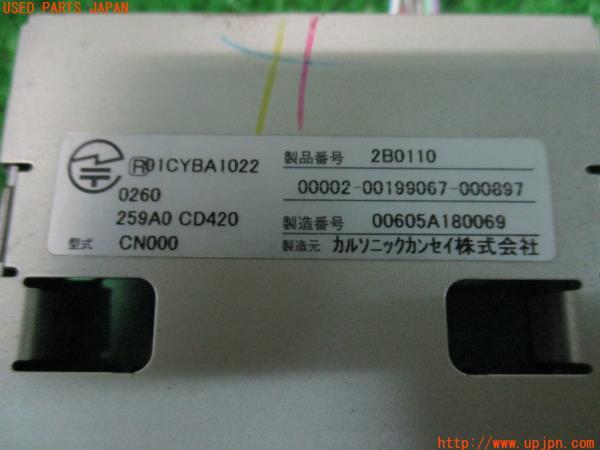 USED PARTS JAPAN
R 01CYBA1022
0260
259A0 CD420
型式 CN000
製品番号 2B0110
00002-00199067-000897
製造番号 00605A180069
製造元 カルソニックカンセイ株式会社
http://www.upjpn.com/